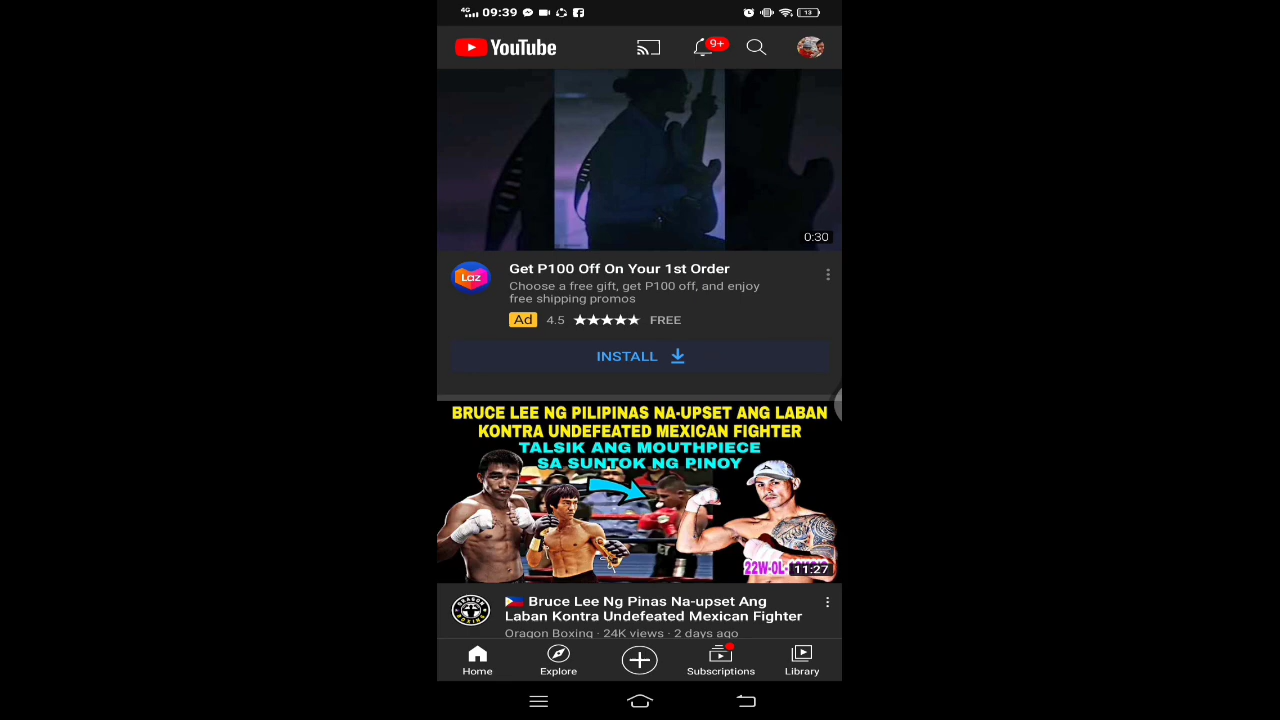 4G 09:39 13
YouTube 9+
0:30
Laz
Get P100 Off On Your 1st Order
Choose a free gift, get P100 off, and enjoy
free shipping promos
Ad 4.5 ★★★★★ FREE
INSTALL
BRUCE LEE NG PILIPINAS NA-UPSET ANG LABAN
KONTRA UNDEFEATED MEXICAN FIGHTER
TALSIK ANG MOUTHPIECE
SA SUNTOK NG PINOY
22W-0L-
11:27
ORAGON
BOXING
🇵🇭 Bruce Lee Ng Pinas Na-upset Ang
Laban Kontra Undefeated Mexican Fighter
Oragon Boxing · 24K views · 2 days ago
Home Explore Subscriptions Library